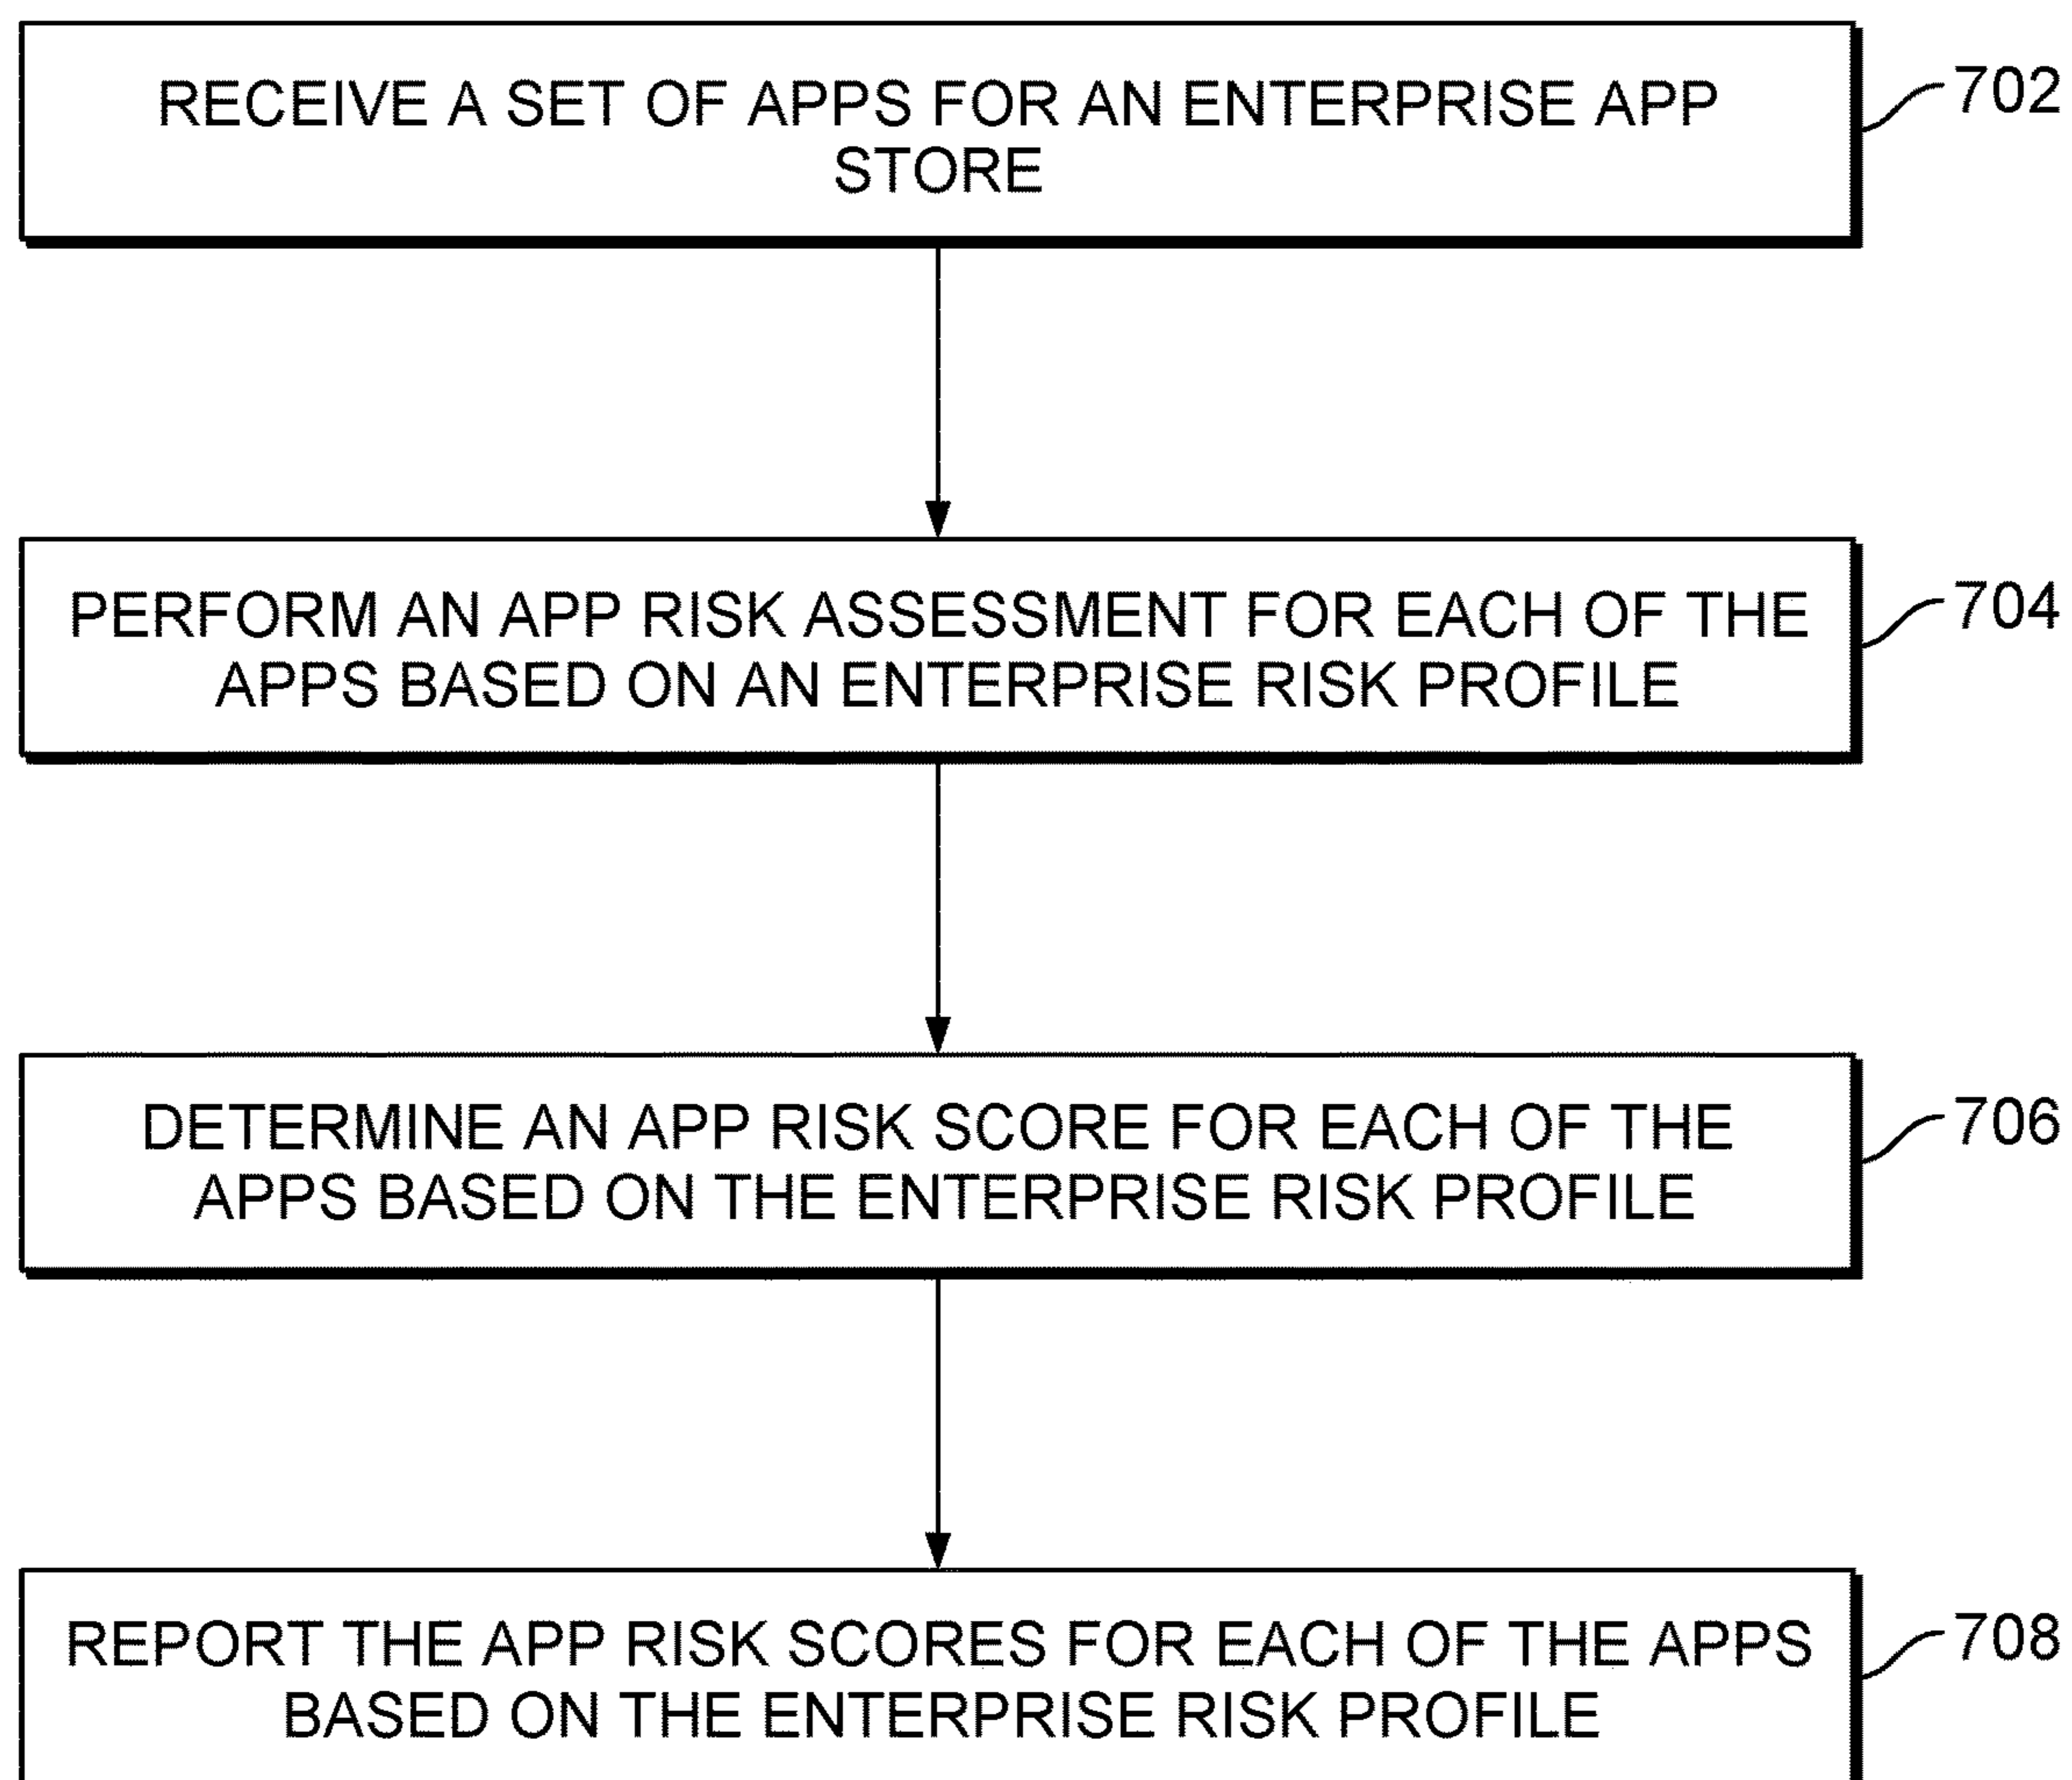 RECEIVE A SET OF APPS FOR AN ENTERPRISE APP
STORE
702
PERFORM AN APP RISK ASSESSMENT FOR EACH OF THE
APPS BASED ON AN ENTERPRISE RISK PROFILE
704
DETERMINE AN APP RISK SCORE FOR EACH OF THE
APPS BASED ON THE ENTERPRISE RISK PROFILE
706
REPORT THE APP RISK SCORES FOR EACH OF THE APPS
BASED ON THE ENTERPRISE RISK PROFILE
708